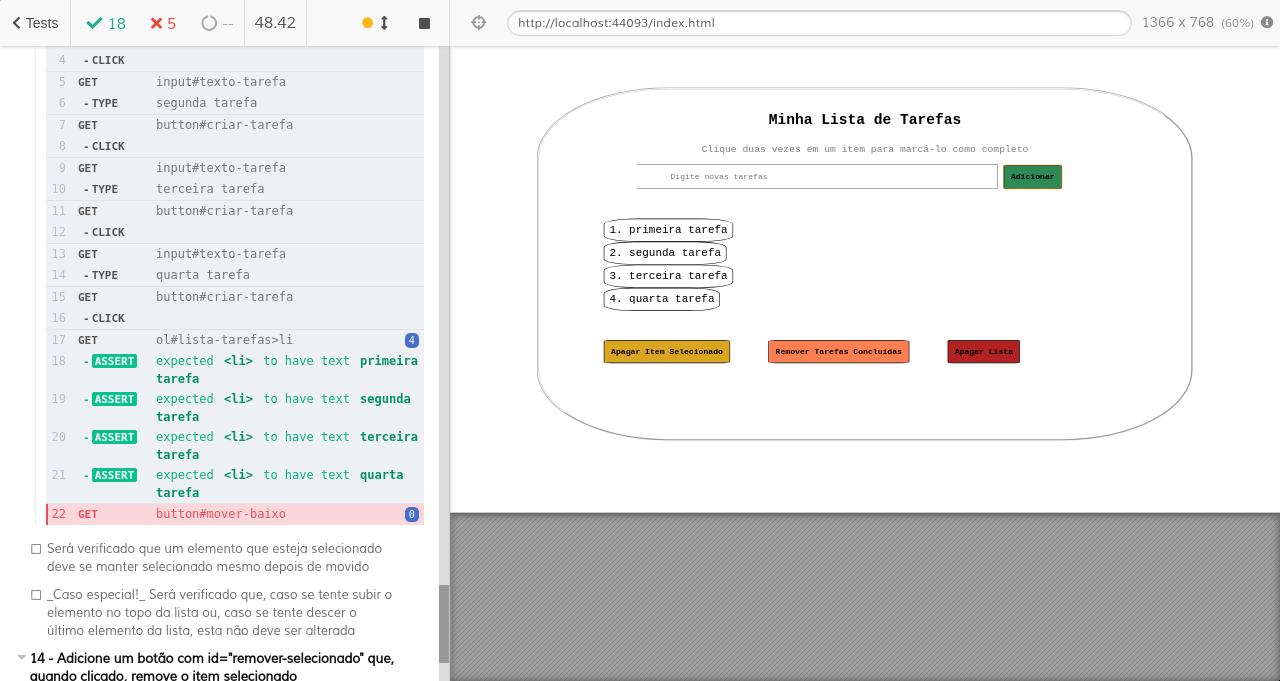 Tests 18 5 -- 48.42 http://localhost:44093/index.html 1366 x 768 (60%)
4 - CLICK
5 GET input#texto-tarefa
6 - TYPE segunda tarefa
7 GET button#criar-tarefa
8 - CLICK
9 GET input#texto-tarefa
10 - TYPE terceira tarefa
11 GET button#criar-tarefa
12 - CLICK
13 GET input#texto-tarefa
14 - TYPE quarta tarefa
15 GET button#criar-tarefa
16 - CLICK
17 GET ol#lista-tarefas>li 4
18 - ASSERT expected <li> to have text primeira
tarefa
19 - ASSERT expected <li> to have text segunda
tarefa
20 - ASSERT expected <li> to have text terceira
tarefa
21 - ASSERT expected <li> to have text quarta
tarefa
22 GET button#mover-baixo 0
Será verificado que um elemento que esteja selecionado
deve se manter selecionado mesmo depois de movido
_Caso especial!_ Será verificado que, caso se tente subir o
elemento no topo da lista ou, caso se tente descer o
último elemento da lista, esta não deve ser alterada
14 - Adicione um botão com id="remover-selecionado" que,
quando clicado, remove o item selecionado
Minha Lista de Tarefas
Clique duas vezes em um item para marcá-lo como completo
Digite novas tarefas Adicionar
1. primeira tarefa
2. segunda tarefa
3. terceira tarefa
4. quarta tarefa
Apagar Item Selecionado Remover Tarefas Concluídas Apagar Lista